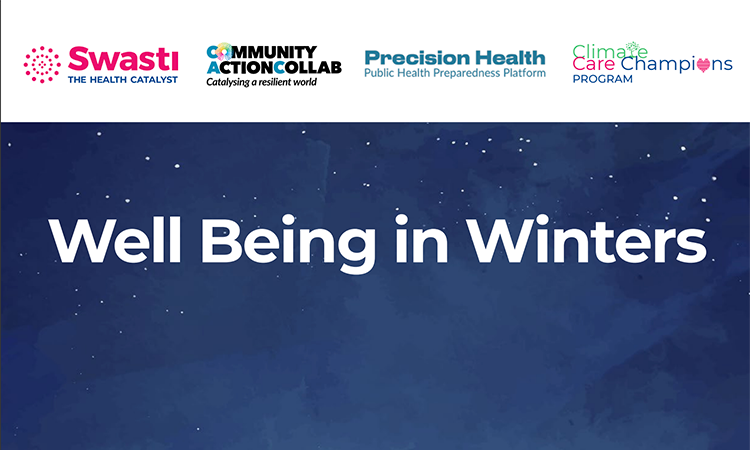 Swasti
THE HEALTH CATALYST
COMMUNITY
ACTIONCOLLAB
Catalysing a resilient world
Precision Health
Public Health Preparedness Platform
Climate
Care Champions
PROGRAM
Well Being in Winters